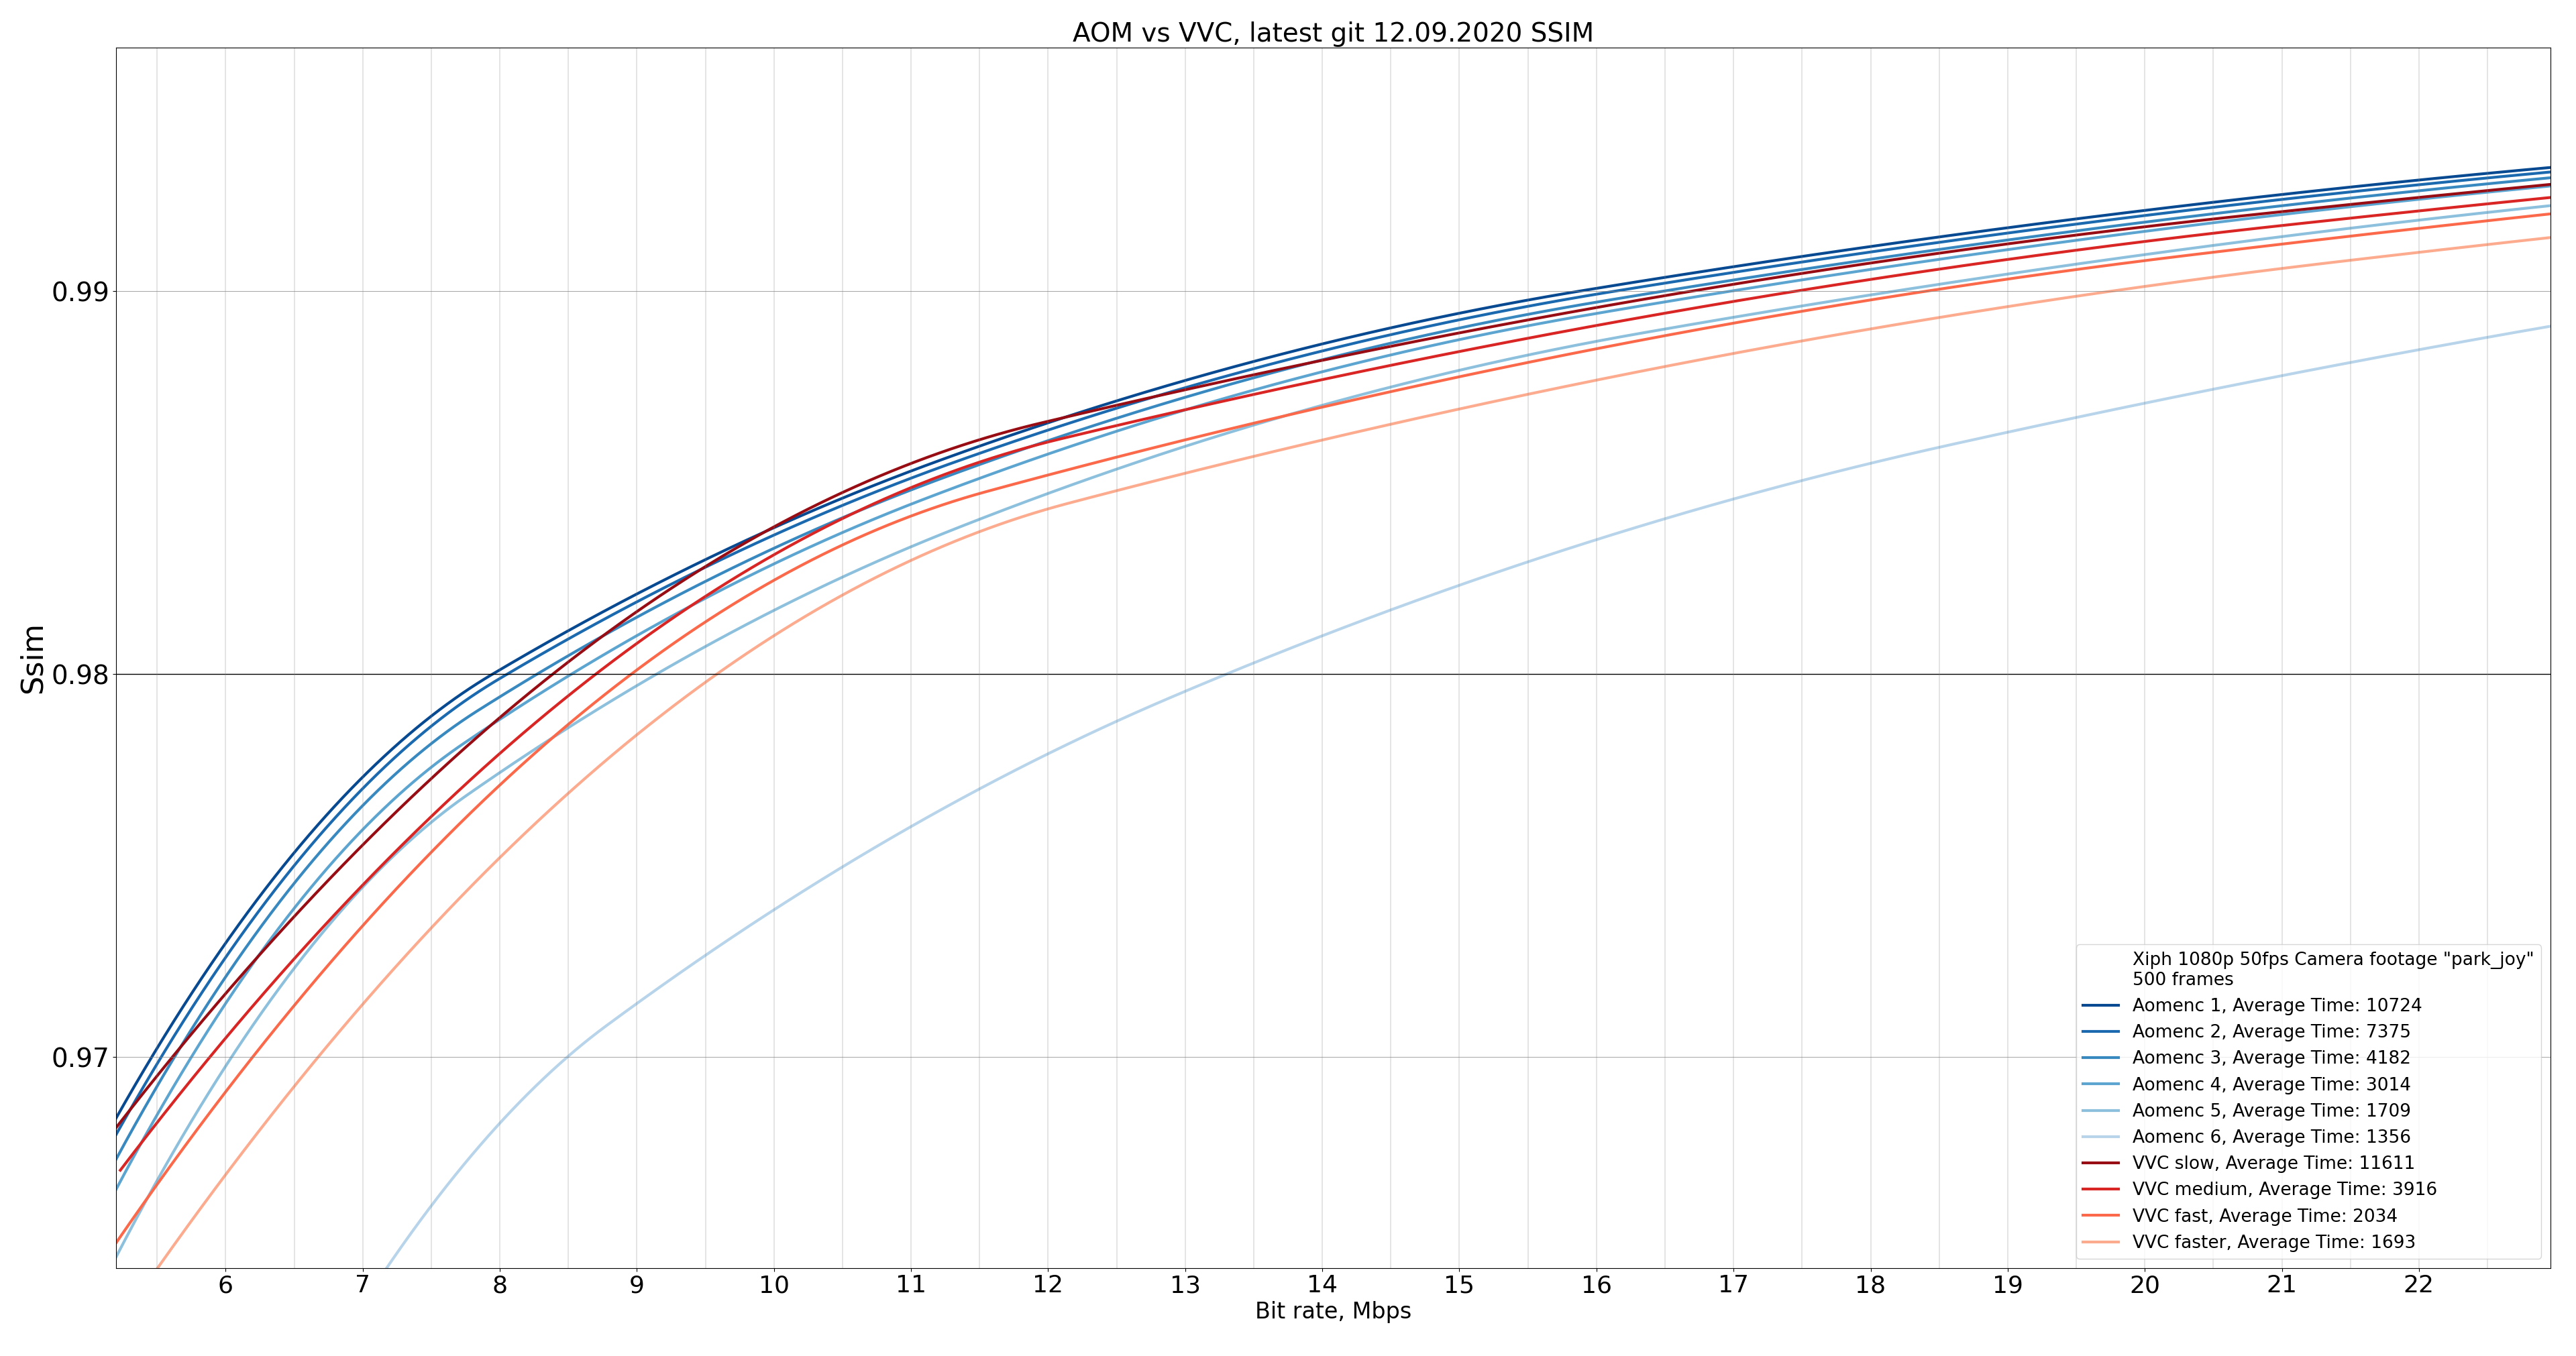 AOM vs VVC, latest git 12.09.2020 SSIM
0.99
0.98
0.97
Ssim
6 7 8 9 10 11 12 13 14 15 16 17 18 19 20 21 22
Bit rate, Mbps
Xiph 1080p 50fps Camera footage "park_joy"
500 frames
Aomenc 1, Average Time: 10724
Aomenc 2, Average Time: 7375
Aomenc 3, Average Time: 4182
Aomenc 4, Average Time: 3014
Aomenc 5, Average Time: 1709
Aomenc 6, Average Time: 1356
VVC slow, Average Time: 11611
VVC medium, Average Time: 3916
VVC fast, Average Time: 2034
VVC faster, Average Time: 1693